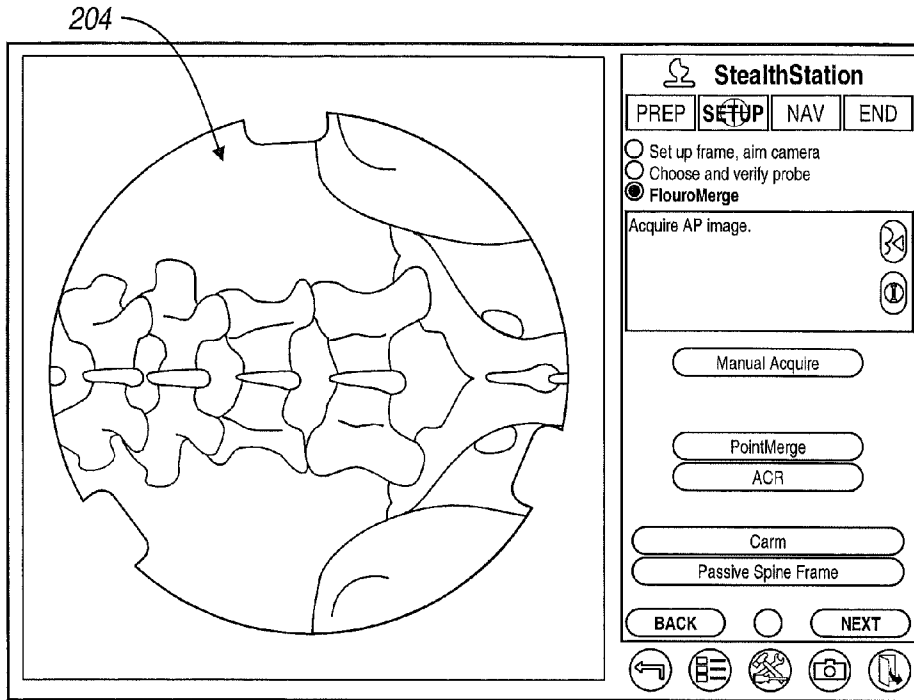 204
StealthStation
PREP SETUP NAV END
Set up frame, aim camera
Choose and verify probe
FlouroMerge
Acquire AP image.
Manual Acquire
PointMerge
ACR
Carm
Passive Spine Frame
BACK NEXT